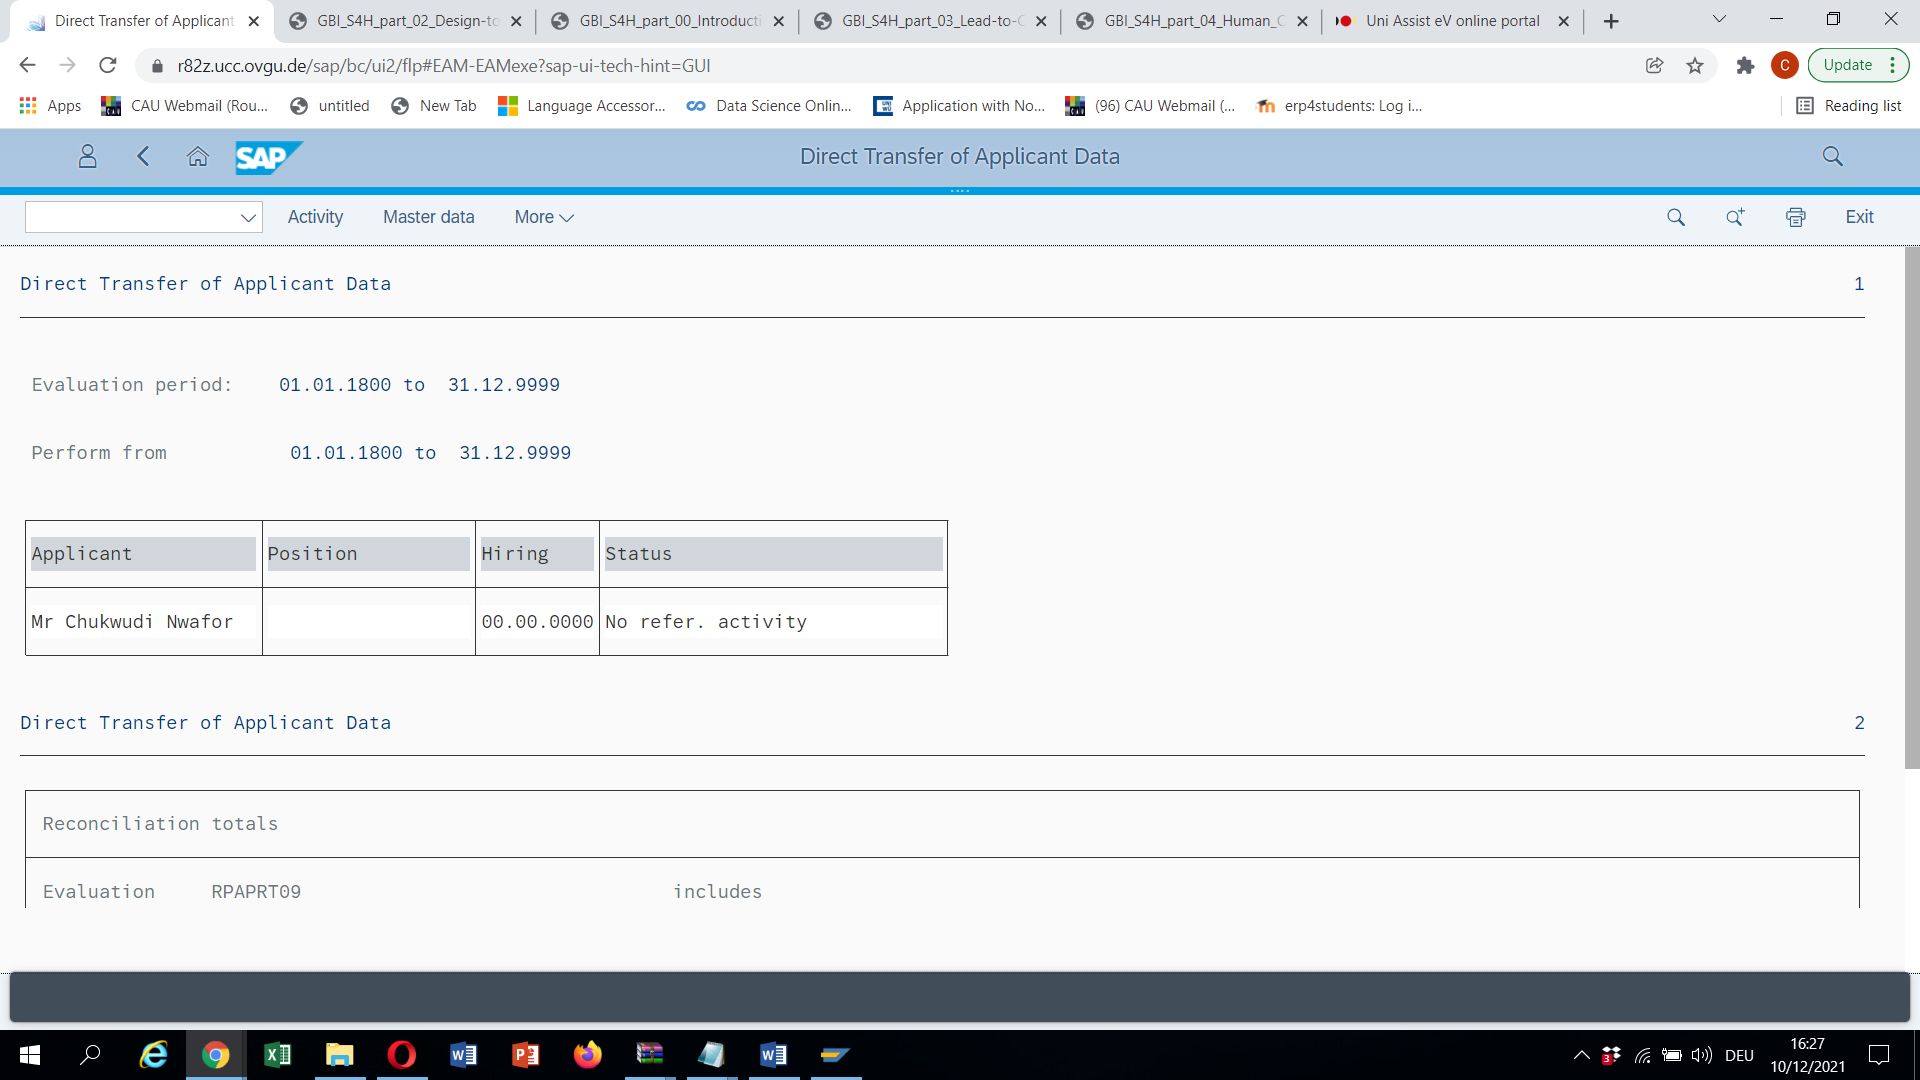 Direct Transfer of Applicant
GBI_S4H_part_02_Design-to
GBI_S4H_part_00_Introducti
GBI_S4H_part_03_Lead-to-C
GBI_S4H_part_04_Human_C
Uni Assist eV online portal
r82z.ucc.ovgu.de/sap/bc/ui2/flp#EAM-EAMexe?sap-ui-tech-hint=GUI
C
Update
Apps
CAU Webmail (Rou...
untitled
New Tab
Language Accessor...
Data Science Onlin...
Application with No...
(96) CAU Webmail (...
erp4students: Log i...
Reading list
SAP
Direct Transfer of Applicant Data
Activity
Master data
More
Exit
Direct Transfer of Applicant Data 1
Evaluation period: 01.01.1800 to 31.12.9999
Perform from 01.01.1800 to 31.12.9999
Applicant Position Hiring Status
Mr Chukwudi Nwafor 00.00.0000 No refer. activity
Direct Transfer of Applicant Data 2
Reconciliation totals
Evaluation RPAPRT09 includes
3
DEU
16:27
10/12/2021